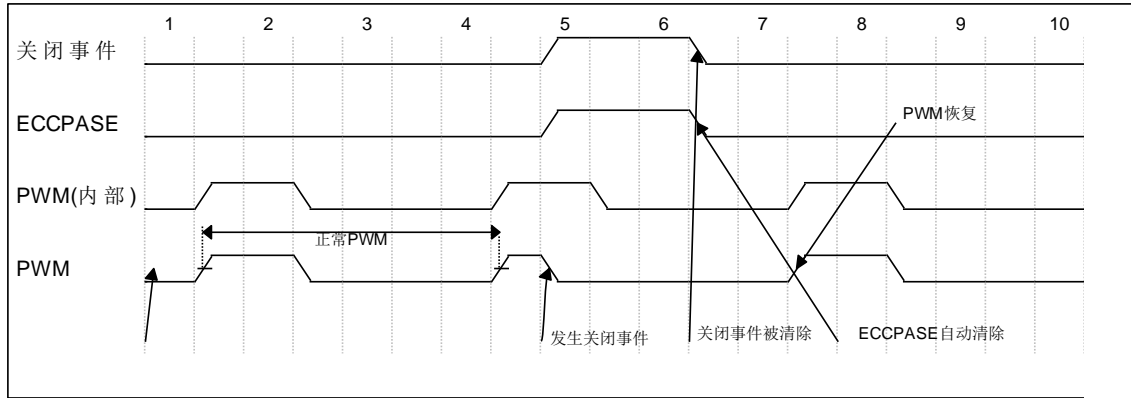 1 2 3 4 5 6 7 8 9 10
关闭事件
ECCPASE
PWM恢复
PWM(内部)
正常PWM
PWM
发生关闭事件
关闭事件被清除
ECCPASE自动清除